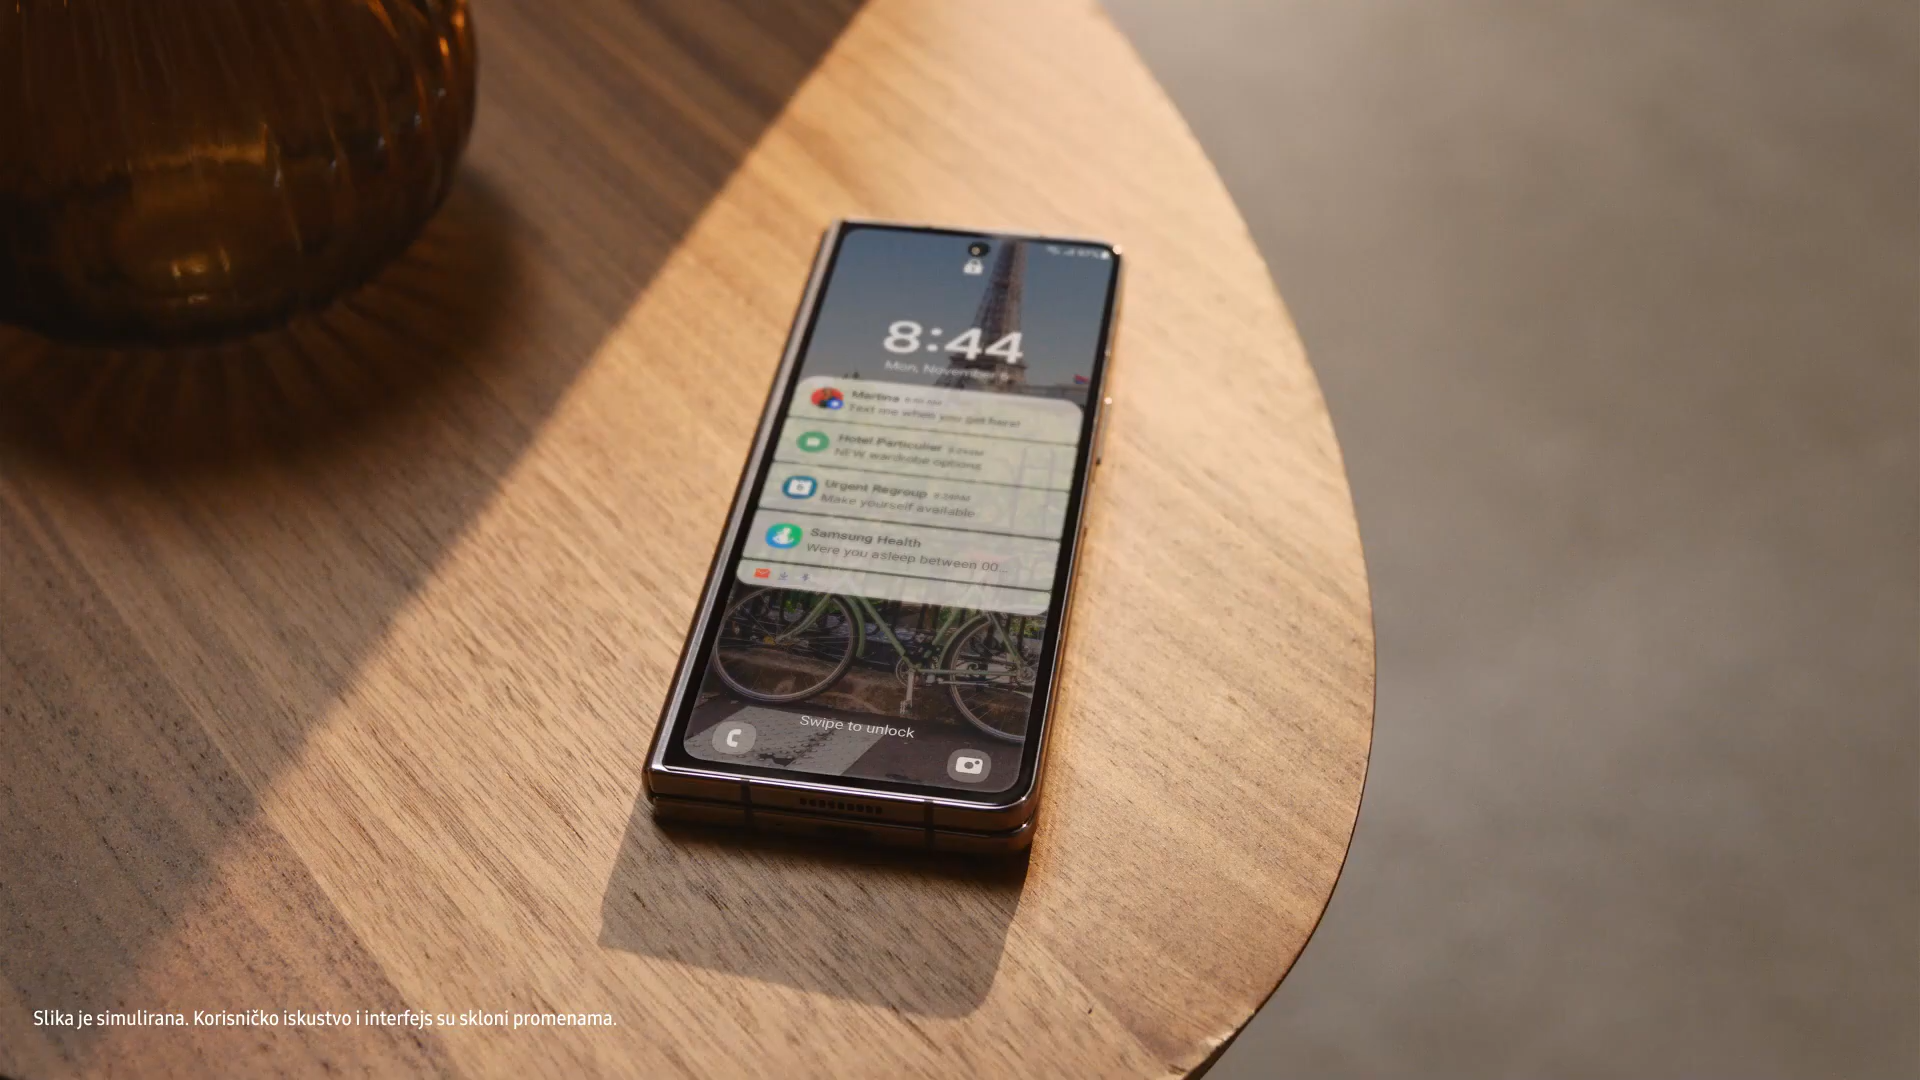 8:44
Mon, November
Martina
Text me when you get here!
Hotel Particulier
NEW wardrobe options
Urgent Regroup
Make yourself available
Samsung Health
Were you asleep between 00...
Swipe to unlock
Slika je simulirana. Korisničko iskustvo i interfejs su skloni promenama.